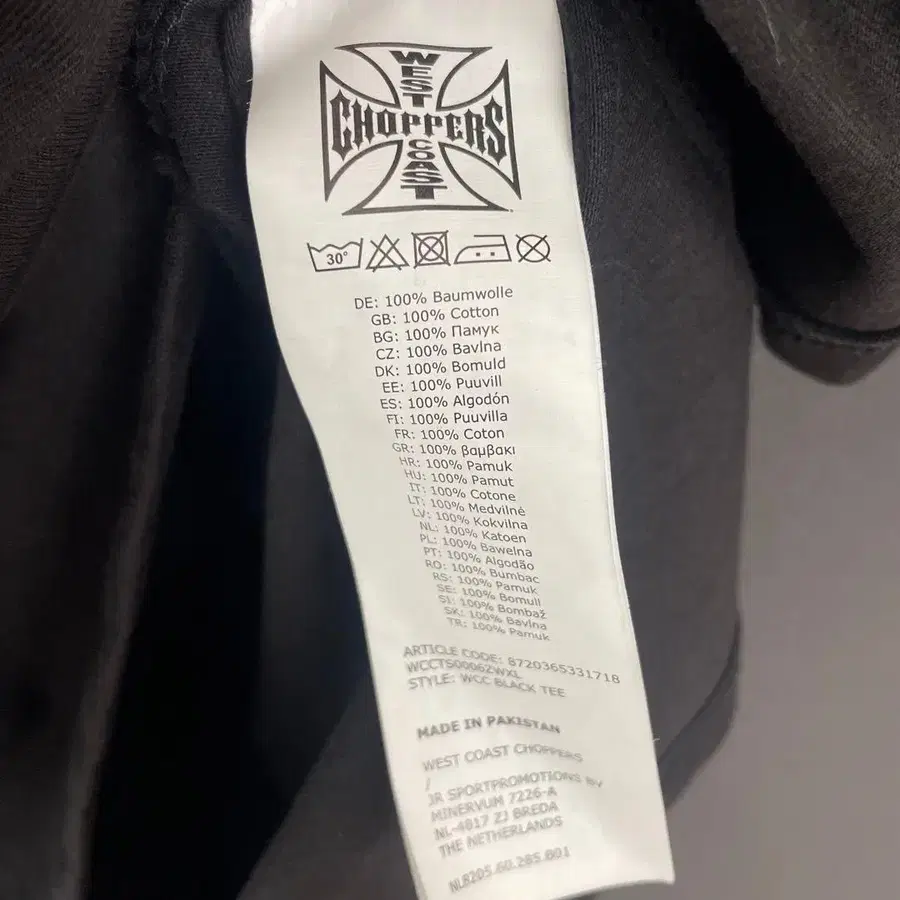 WEST
CHOPPERS
COAST
30°
DE: 100% Baumwolle
GB: 100% Cotton
BG: 100% Памук
CZ: 100% Bavlna
DK: 100% Bomuld
EE: 100% Puuvill
ES: 100% Algodón
FI: 100% Puuvilla
FR: 100% Coton
GR: 100% βαμβακι
HR: 100% Pamuk
HU: 100% Pamut
IT: 100% Cotone
LT: 100% Medvilnė
LV: 100% Kokvilna
NL: 100% Katoen
PL: 100% Bawelna
PT: 100% Algodão
RO: 100% Bumbac
RS: 100% Pamuk
SE: 100% Bomull
SI: 100% Bombaž
SK: 100% Bavlna
TR: 100% Pamuk
ARTICLE CODE: 8720365331718
WCCTS00062WXL
STYLE: WCC BLACK TEE
MADE IN PAKISTAN
WEST COAST CHOPPERS
/
JR SPORTPROMOTIONS BV
MINERVUM 7226-A
NL-4817 ZJ BREDA
THE NETHERLANDS
NL8205.60.285.B01